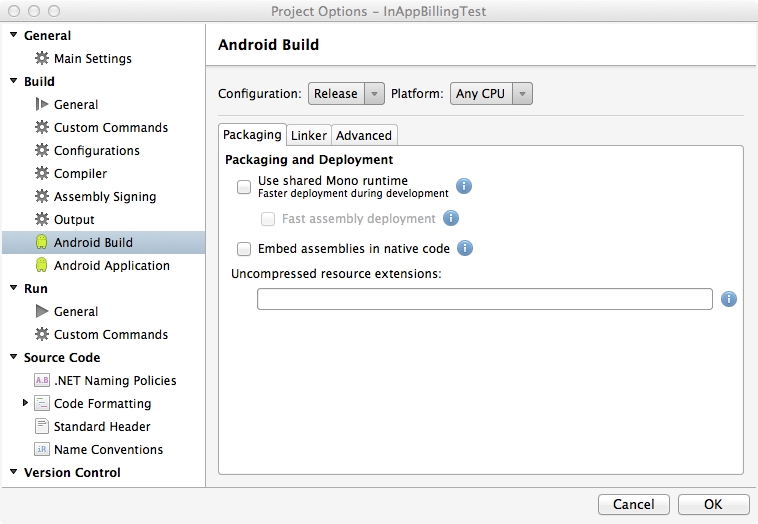 Project Options – InAppBillingTest
General
Main Settings
Build
General
Custom Commands
Configurations
Compiler
Assembly Signing
Output
Android Build
Android Application
Run
General
Custom Commands
Source Code
A.B .NET Naming Policies
Code Formatting
Standard Header
iR Name Conventions
Version Control
Android Build
Configuration: Release Platform: Any CPU
Packaging Linker Advanced
Packaging and Deployment
Use shared Mono runtime i
Faster deployment during development
Fast assembly deployment i
Embed assemblies in native code i
Uncompressed resource extensions:
i
Cancel OK